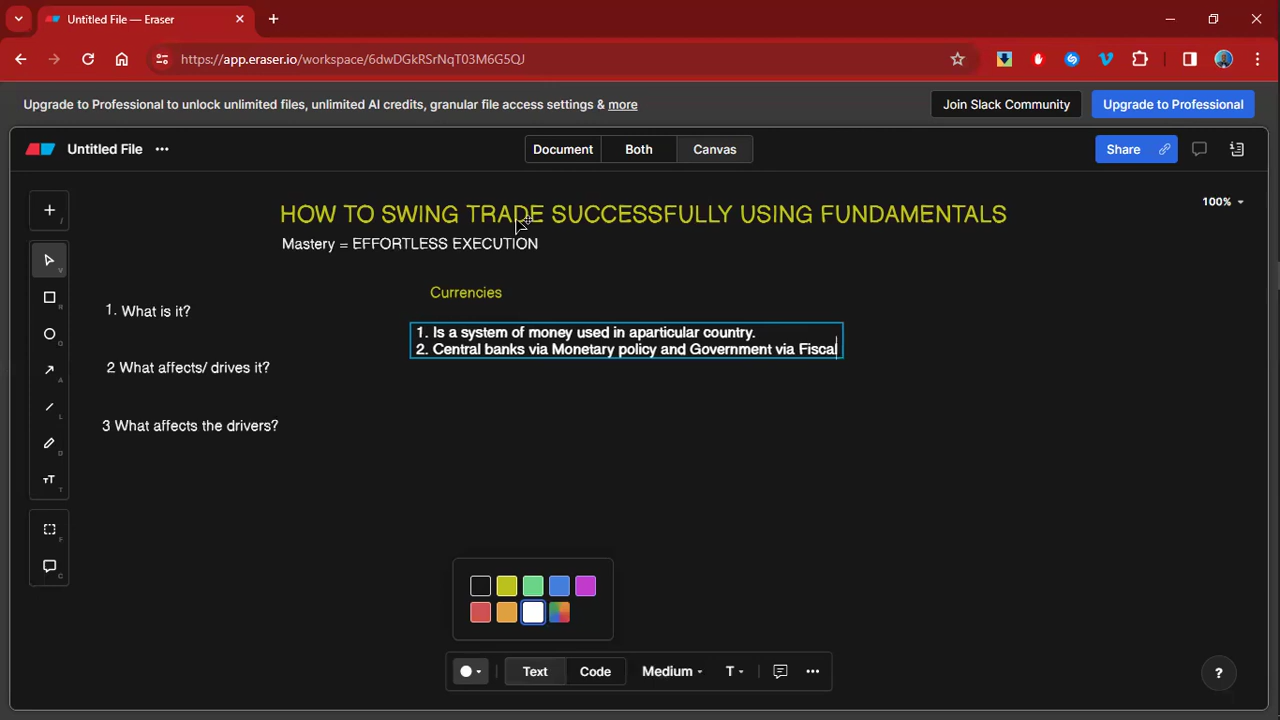 Untitled File — Eraser
https://app.eraser.io/workspace/6dwDGkRSrNqT03M6G5QJ
Upgrade to Professional to unlock unlimited files, unlimited AI credits, granular file access settings & more
Join Slack Community
Upgrade to Professional
Untitled File
Document
Both
Canvas
Share
100%
HOW TO SWING TRADE SUCCESSFULLY USING FUNDAMENTALS
Mastery = EFFORTLESS EXECUTION
Currencies
1. What is it?
1. Is a system of money used in aparticular country.
2. Central banks via Monetary policy and Government via Fiscal
2 What affects/ drives it?
3 What affects the drivers?
V
R
O
A
L
D
T
F
C
Text
Code
Medium
T
?